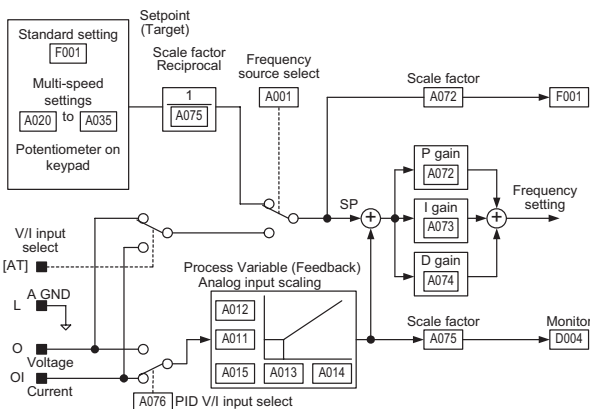 Setpoint
(Target)
Standard setting
F001
Multi-speed
settings
A020 to A035
Potentiometer on
keypad
Scale factor
Reciprocal
1
A075
Frequency
source select
A001
Scale factor
A072
F001
P gain
A072
SP
I gain
A073
D gain
A074
Frequency
setting
V/I input
select
[AT]
A GND
L
O
Voltage
OI
Current
Process Variable (Feedback)
Analog input scaling
A012
A011
A015 A013 A014
Scale factor
A075
Monitor
D004
A076 PID V/I input select